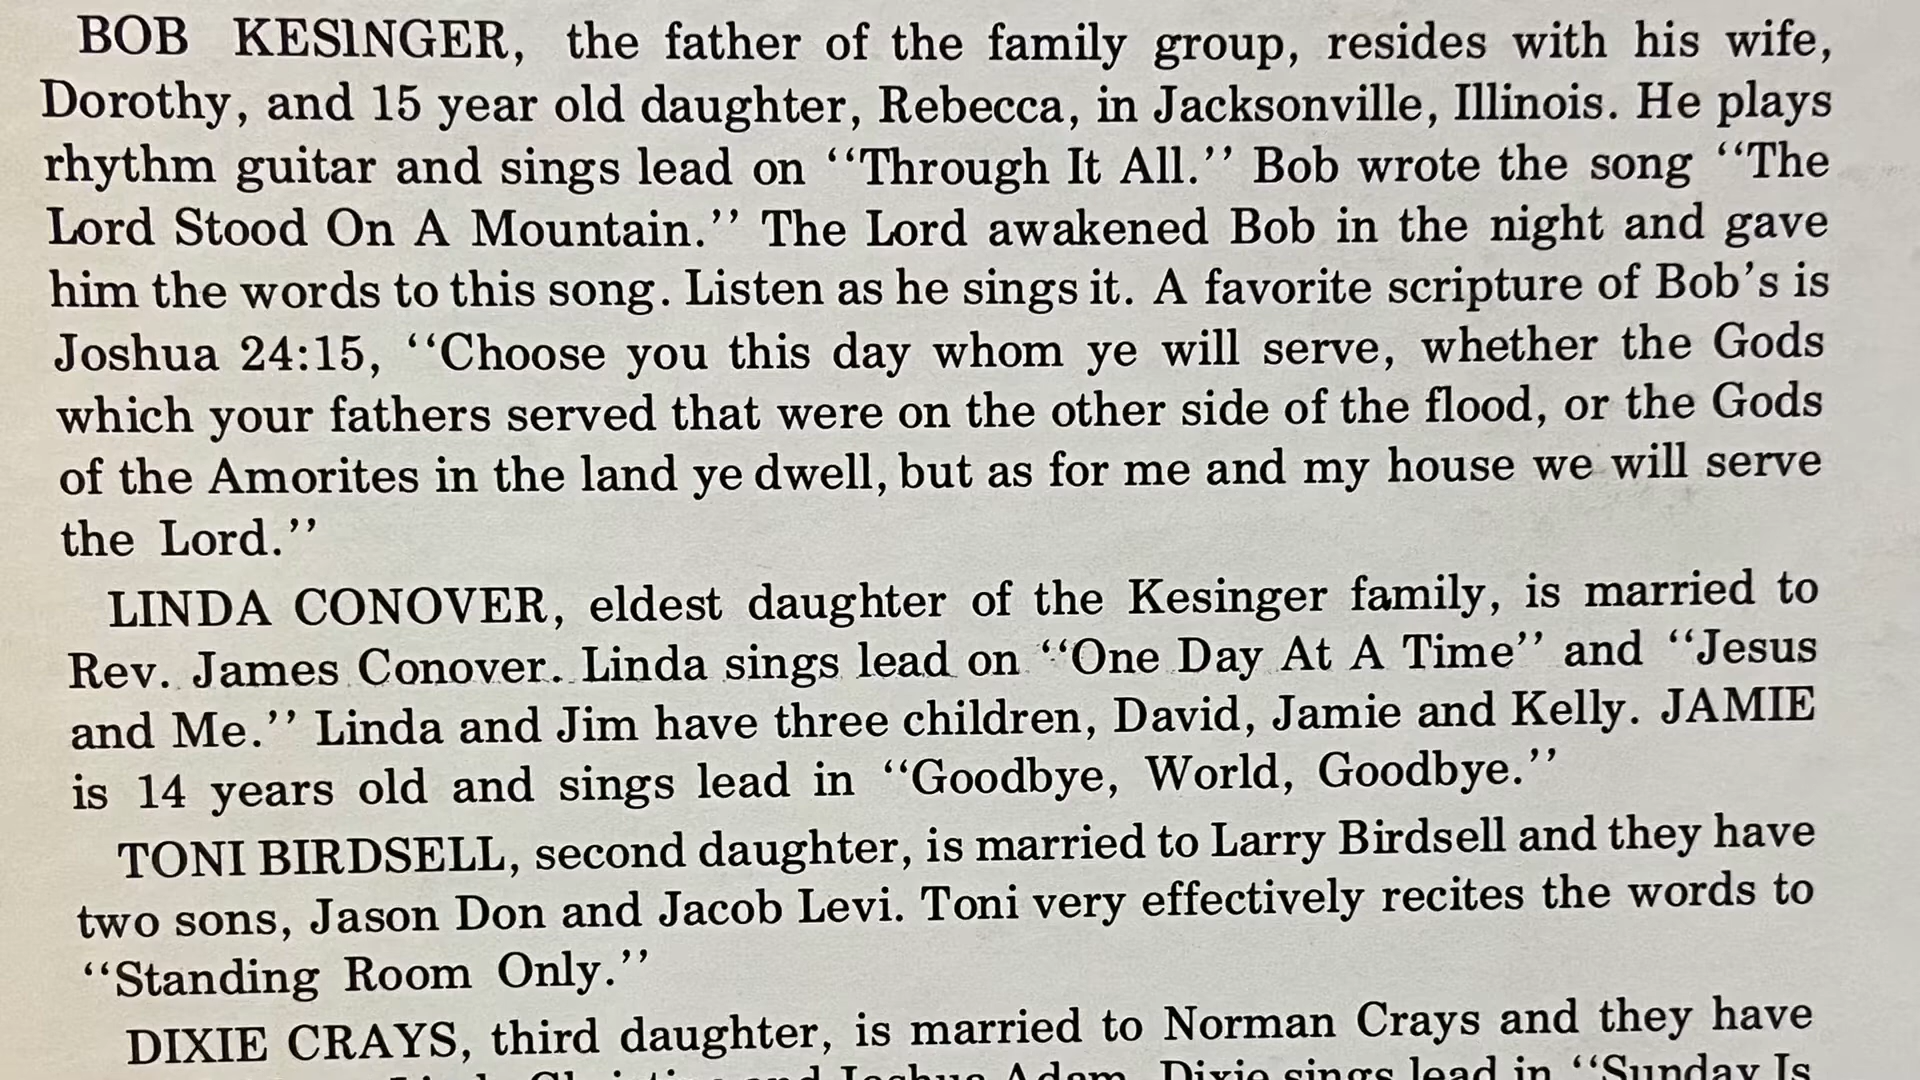 BOB KESINGER, the father of the family group, resides with his wife,
Dorothy, and 15 year old daughter, Rebecca, in Jacksonville, Illinois. He plays
rhythm guitar and sings lead on ‘‘Through It All.’’ Bob wrote the song ‘‘The
Lord Stood On A Mountain.’’ The Lord awakened Bob in the night and gave
him the words to this song. Listen as he sings it. A favorite scripture of Bob’s is
Joshua 24:15, ‘‘Choose you this day whom ye will serve, whether the Gods
which your fathers served that were on the other side of the flood, or the Gods
of the Amorites in the land ye dwell, but as for me and my house we will serve
the Lord.’’
LINDA CONOVER, eldest daughter of the Kesinger family, is married to
Rev. James Conover. Linda sings lead on ‘‘One Day At A Time’’ and ‘‘Jesus
and Me.’’ Linda and Jim have three children, David, Jamie and Kelly. JAMIE
is 14 years old and sings lead in ‘‘Goodbye, World, Goodbye.’’
TONI BIRDSELL, second daughter, is married to Larry Birdsell and they have
two sons, Jason Don and Jacob Levi. Toni very effectively recites the words to
‘‘Standing Room Only.’’
DIXIE CRAYS, third daughter, is married to Norman Crays and they have
and Joshua Adam. Dixie sings lead in ‘‘Sunday Is